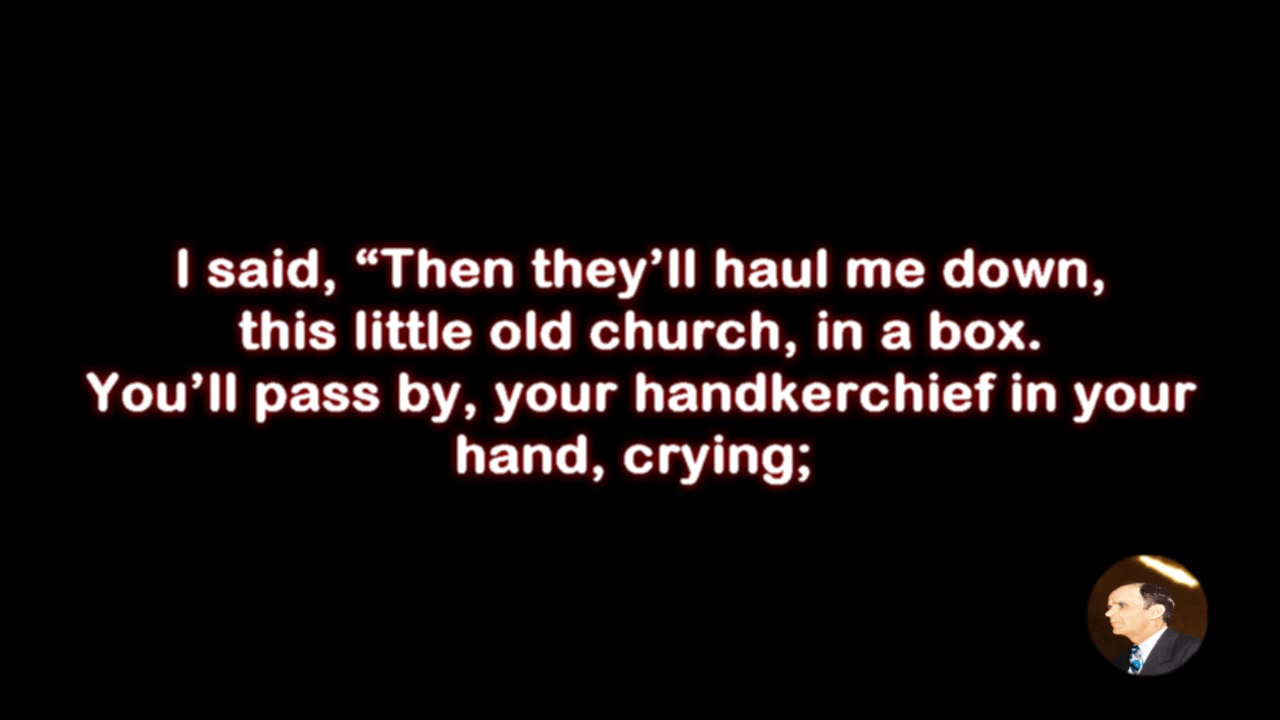 I said, “Then they’ll haul me down,
this little old church, in a box.
You’ll pass by, your handkerchief in your
hand, crying;